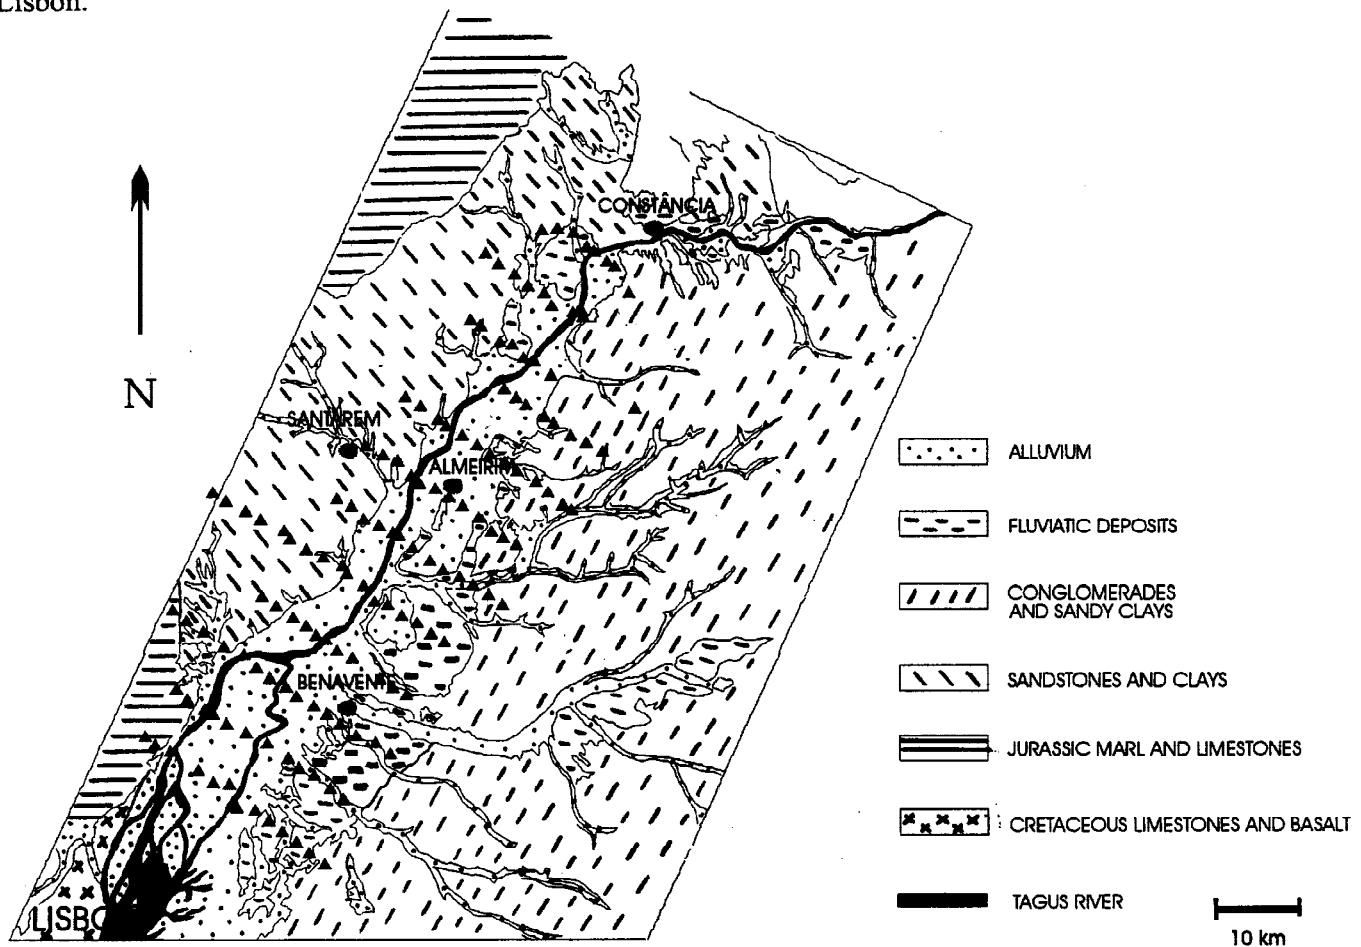 Lisbon.
CONSTÂNCIA
N
SANTAREM
ALMEIRIM
BENAVENTE
LISBO
ALLUVIUM
FLUVIATIC DEPOSITS
CONGLOMERADES
AND SANDY CLAYS
SANDSTONES AND CLAYS
JURASSIC MARL AND LIMESTONES
CRETACEOUS LIMESTONES AND BASALT
TAGUS RIVER
10 km